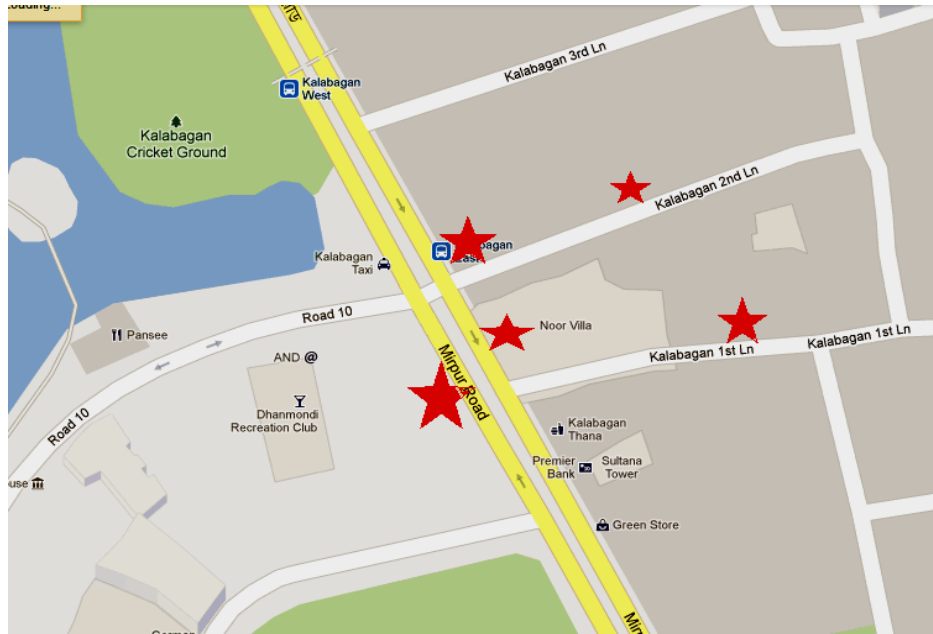 Loading...
Kalabagan 3rd Ln
Kalabagan
West
Kalabagan
Cricket Ground
Kalabagan 2nd Ln
Kalabagan
Taxi
Road 10
Noor Villa
Kalabagan 1st Ln
Kalabagan 1st Ln
Pansee
AND @
Mirpur Road
Dhanmondi
Recreation Club
Road 10
Kalabagan
Thana
Premier
Bank
Sultana
Tower
Green Store